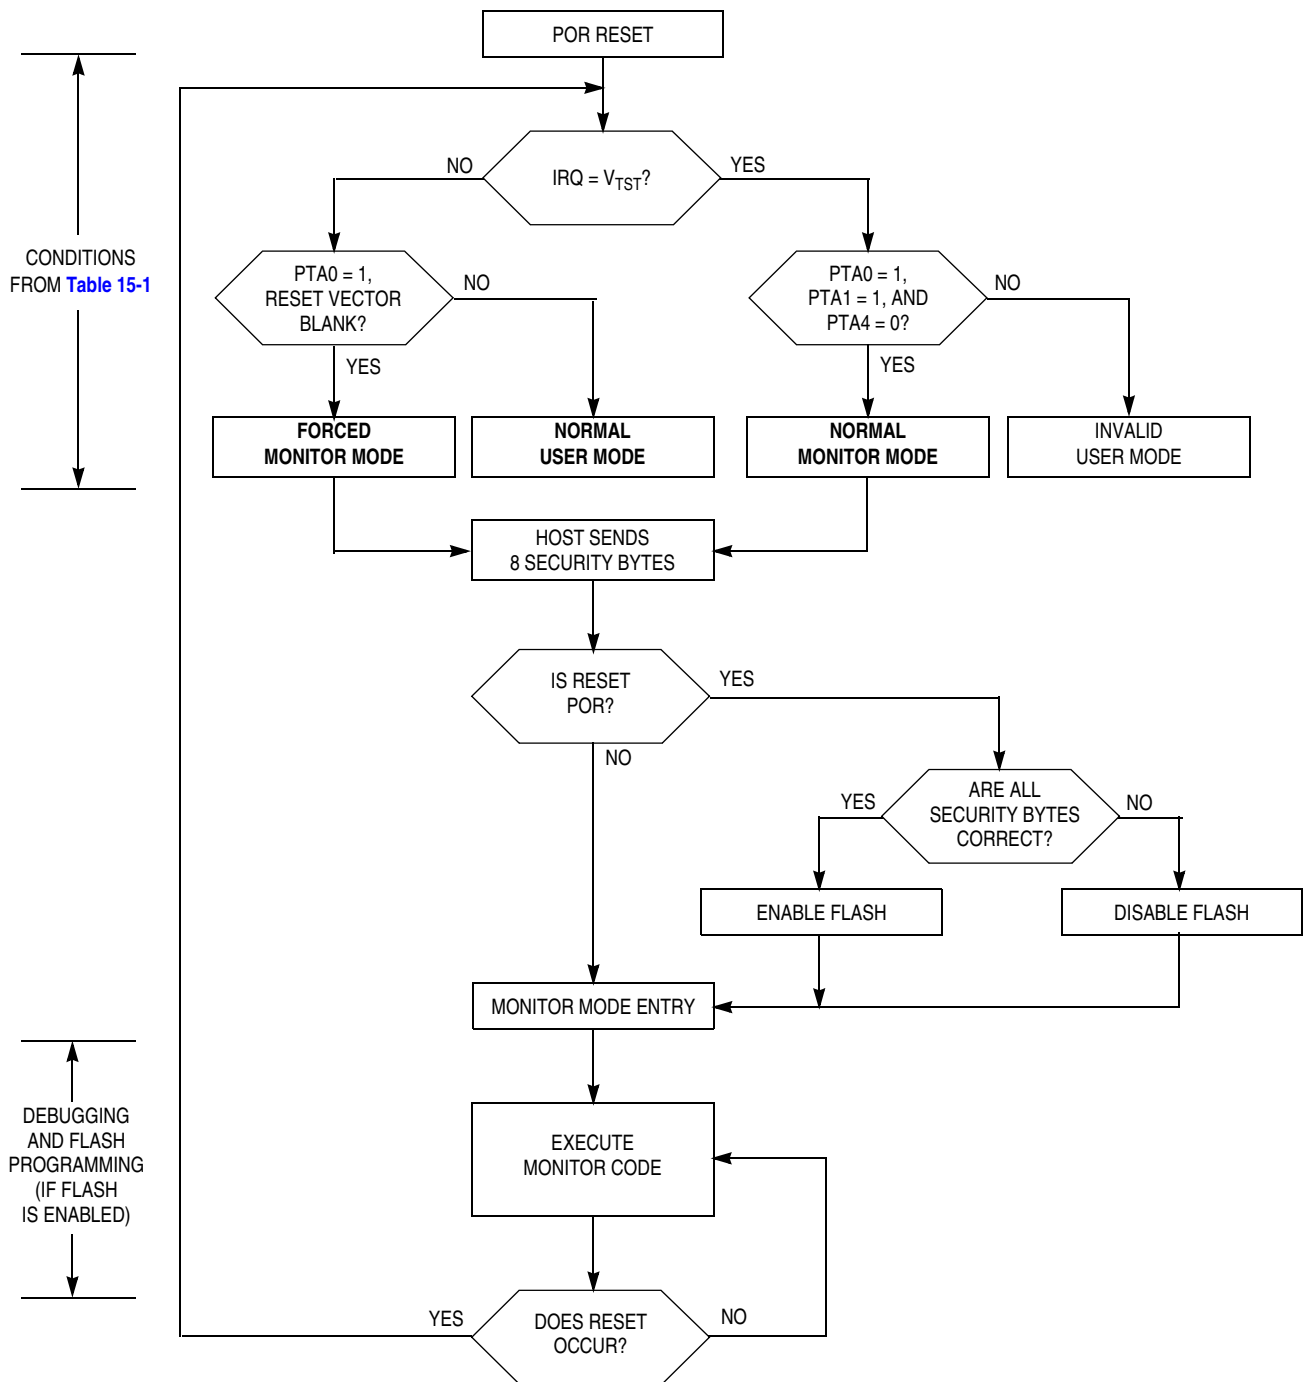 POR RESET
NO
YES
IRQ = VTST?
CONDITIONS
FROM Table 15-1
PTA0 = 1,
RESET VECTOR
BLANK?
NO
YES
PTA0 = 1,
PTA1 = 1, AND
PTA4 = 0?
NO
YES
FORCED
MONITOR MODE
NORMAL
USER MODE
NORMAL
MONITOR MODE
INVALID
USER MODE
HOST SENDS
8 SECURITY BYTES
IS RESET
POR?
YES
NO
ARE ALL
SECURITY BYTES
CORRECT?
YES
NO
ENABLE FLASH
DISABLE FLASH
MONITOR MODE ENTRY
DEBUGGING
AND FLASH
PROGRAMMING
(IF FLASH
IS ENABLED)
EXECUTE
MONITOR CODE
YES
DOES RESET
OCCUR?
NO